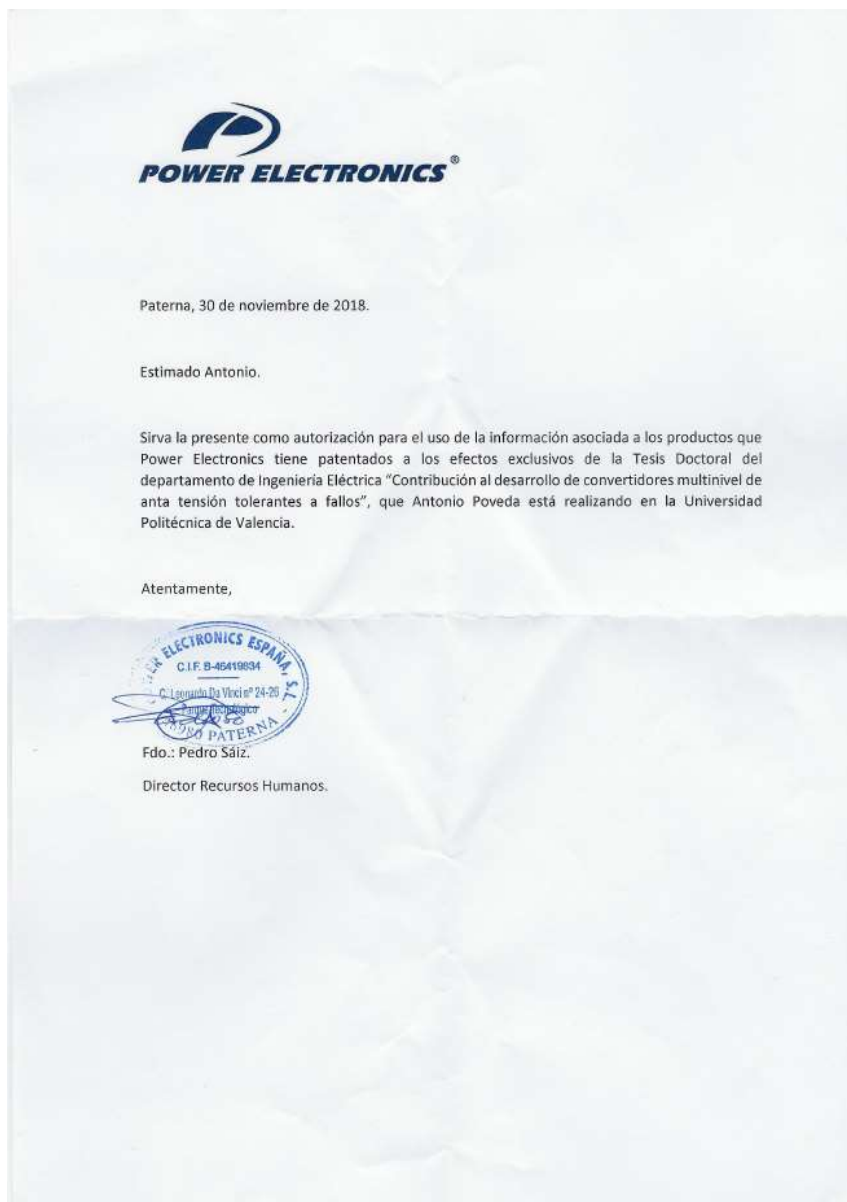 POWER ELECTRONICS®
Paterna, 30 de noviembre de 2018.
Estimado Antonio.
Sirva la presente como autorización para el uso de la información asociada a los productos que
Power Electronics tiene patentados a los efectos exclusivos de la Tesis Doctoral del
departamento de Ingeniería Eléctrica “Contribución al desarrollo de convertidores multinivel de
anta tensión tolerantes a fallos”, que Antonio Poveda está realizando en la Universidad
Politécnica de Valencia.
Atentamente,
ELECTRONICS ESPAÑA, S.L.
C.I.F. B-46419834
C. Leonardo Da Vinci nº 24-26
Parque Tecnológico
PATERNA
Fdo.: Pedro Sáiz.
Director Recursos Humanos.